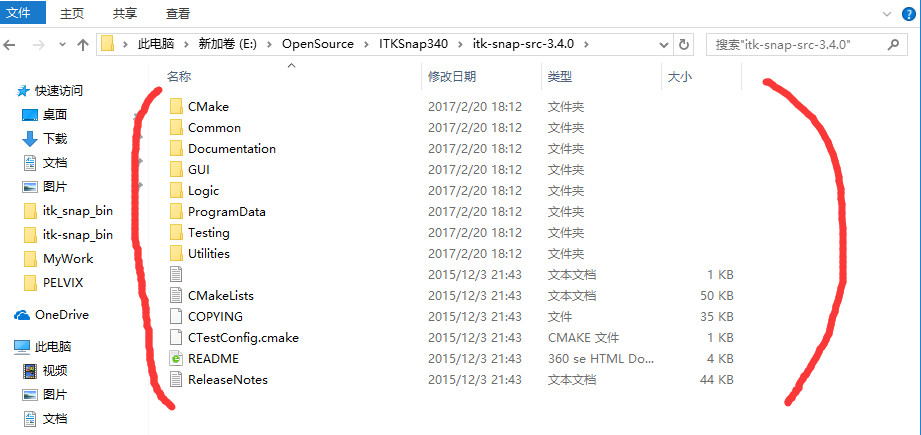 文件 主页 共享 查看
此电脑 新加卷 (E:) OpenSource ITKSnap340 itk-snap-src-3.4.0 搜索"itk-snap-src-3.4.0"
名称 修改日期 类型 大小
快速访问
桌面
下载
文档
图片
itk_snap_bin
itk-snap_bin
MyWork
PELVIX
OneDrive
此电脑
视频
图片
文档
CMake 2017/2/20 18:12 文件夹
Common 2017/2/20 18:12 文件夹
Documentation 2017/2/20 18:12 文件夹
GUI 2017/2/20 18:12 文件夹
Logic 2017/2/20 18:12 文件夹
ProgramData 2017/2/20 18:12 文件夹
Testing 2017/2/20 18:12 文件夹
Utilities 2017/2/20 18:12 文件夹
2015/12/3 21:43 文本文档 1 KB
CMakeLists 2015/12/3 21:43 文本文档 50 KB
COPYING 2015/12/3 21:43 文件 35 KB
CTestConfig.cmake 2015/12/3 21:43 CMAKE 文件 1 KB
README 2015/12/3 21:43 360 se HTML Do... 4 KB
ReleaseNotes 2015/12/3 21:43 文本文档 44 KB